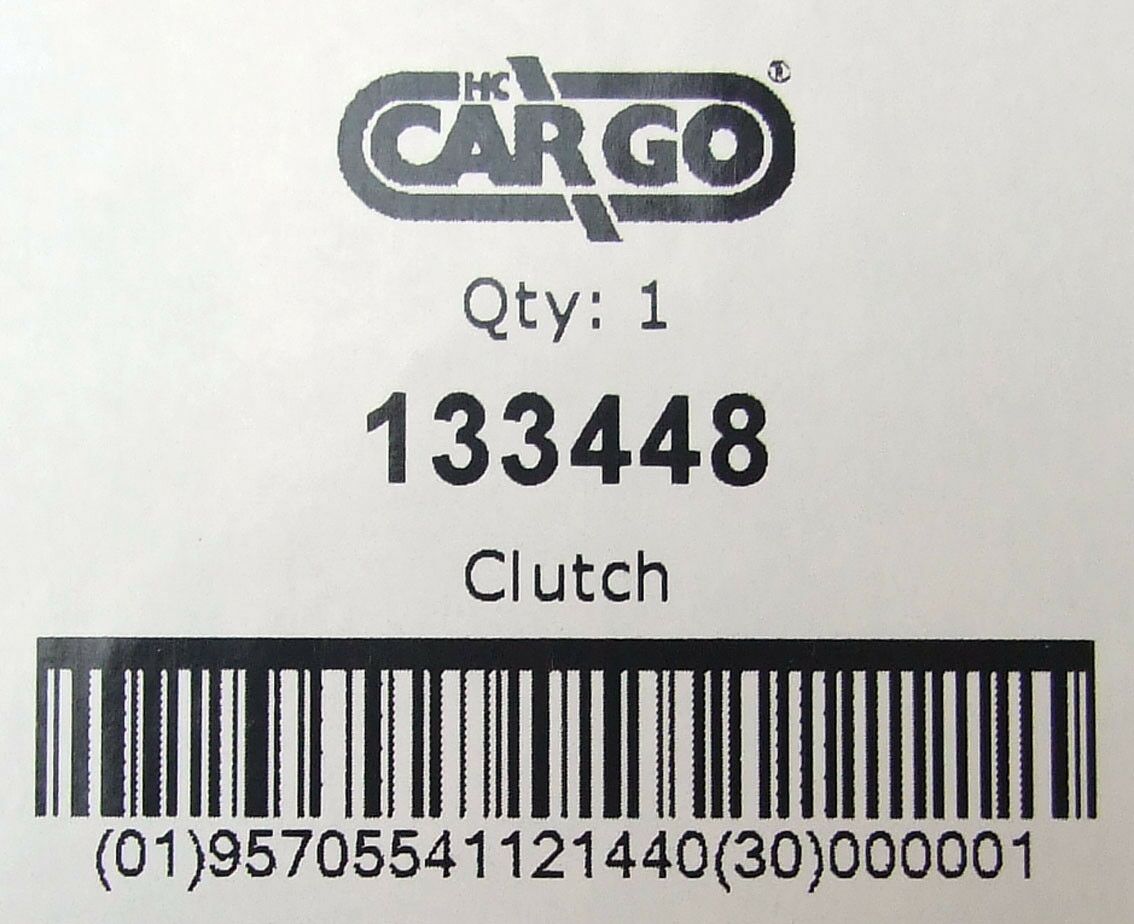 HC
CARGO®
Qty: 1
133448
Clutch
(01)95705541121440(30)000001